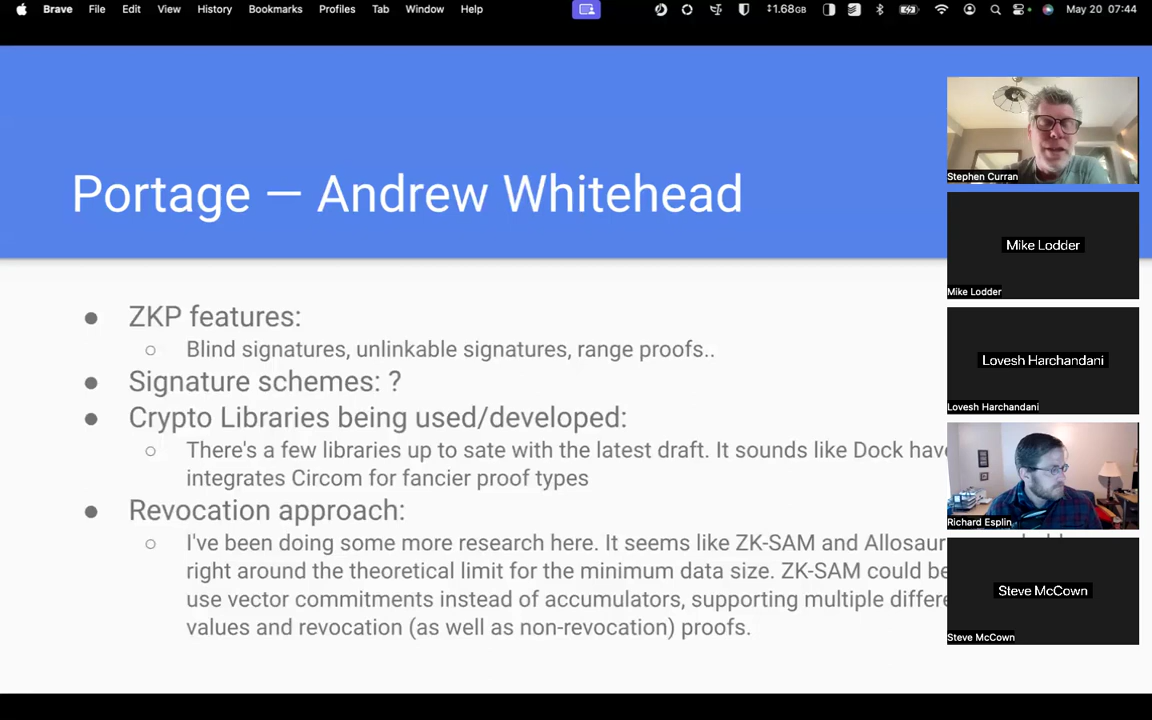 Brave File Edit View History Bookmarks Profiles Tab Window Help 1.68GB May 20 07:44
Portage — Andrew Whitehead
ZKP features:
Blind signatures, unlinkable signatures, range proofs..
Signature schemes: ?
Crypto Libraries being used/developed:
There's a few libraries up to sate with the latest draft. It sounds like Dock have
integrates Circom for fancier proof types
Revocation approach:
I've been doing some more research here. It seems like ZK-SAM and Allosaur
right around the theoretical limit for the minimum data size. ZK-SAM could be
use vector commitments instead of accumulators, supporting multiple differe
values and revocation (as well as non-revocation) proofs.
Stephen Curran
Mike Lodder
Mike Lodder
Lovesh Harchandani
Lovesh Harchandani
Richard Esplin
Steve McCown
Steve McCown